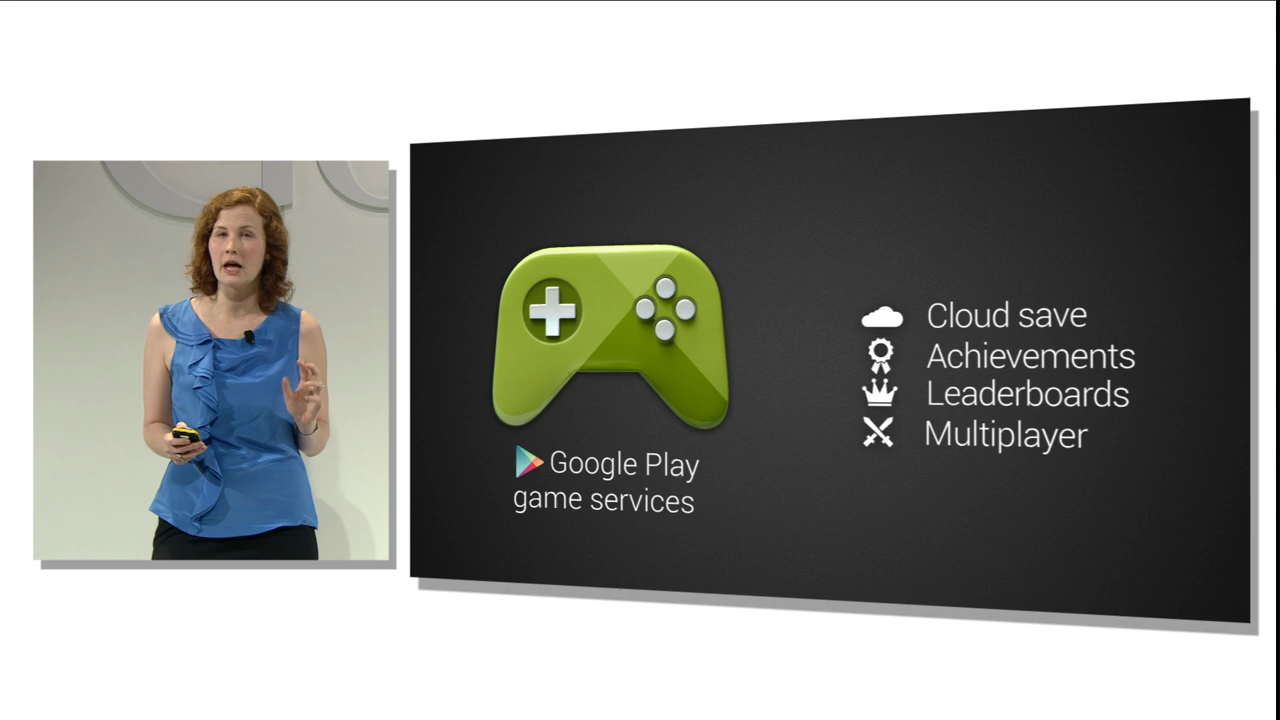 Google Play
game services
Cloud save
Achievements
Leaderboards
Multiplayer